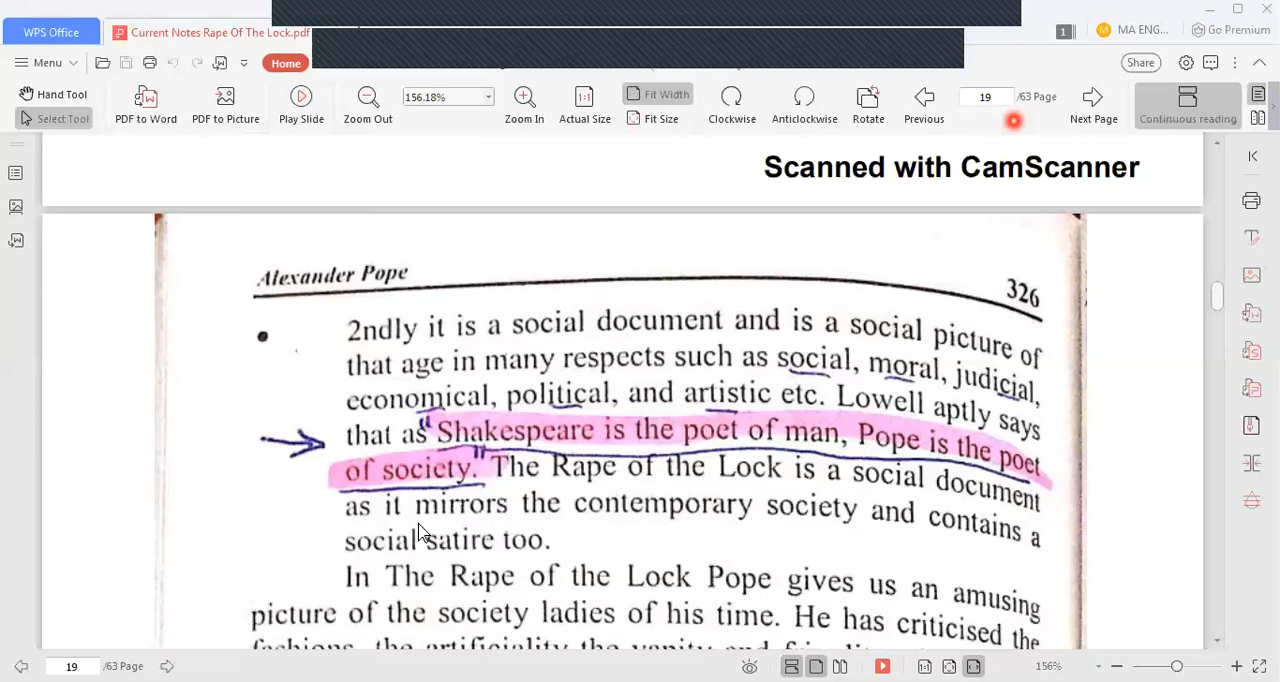 WPS Office
Current Notes Rape Of The Lock.pdf
1
MA ENG...
Go Premium
Menu
Home
Share
Hand Tool
Select Tool
PDF to Word
PDF to Picture
Play Slide
Zoom Out
156.18%
Zoom In
Actual Size
Fit Width
Fit Size
Clockwise
Anticlockwise
Rotate
Previous
19
/63 Page
Next Page
Continuous reading
Scanned with CamScanner
Alexander Pope
326
2ndly it is a social document and is a social picture of
that age in many respects such as social, moral, judicial,
economical, political, and artistic etc. Lowell aptly says
that as "Shakespeare is the poet of man, Pope is the poet
of society." The Rape of the Lock is a social document
as it mirrors the contemporary society and contains a
social satire too.
In The Rape of the Lock Pope gives us an amusing
picture of the society ladies of his time. He has criticised the
fashions, the artificiality the vanity and
19
/63 Page
156%